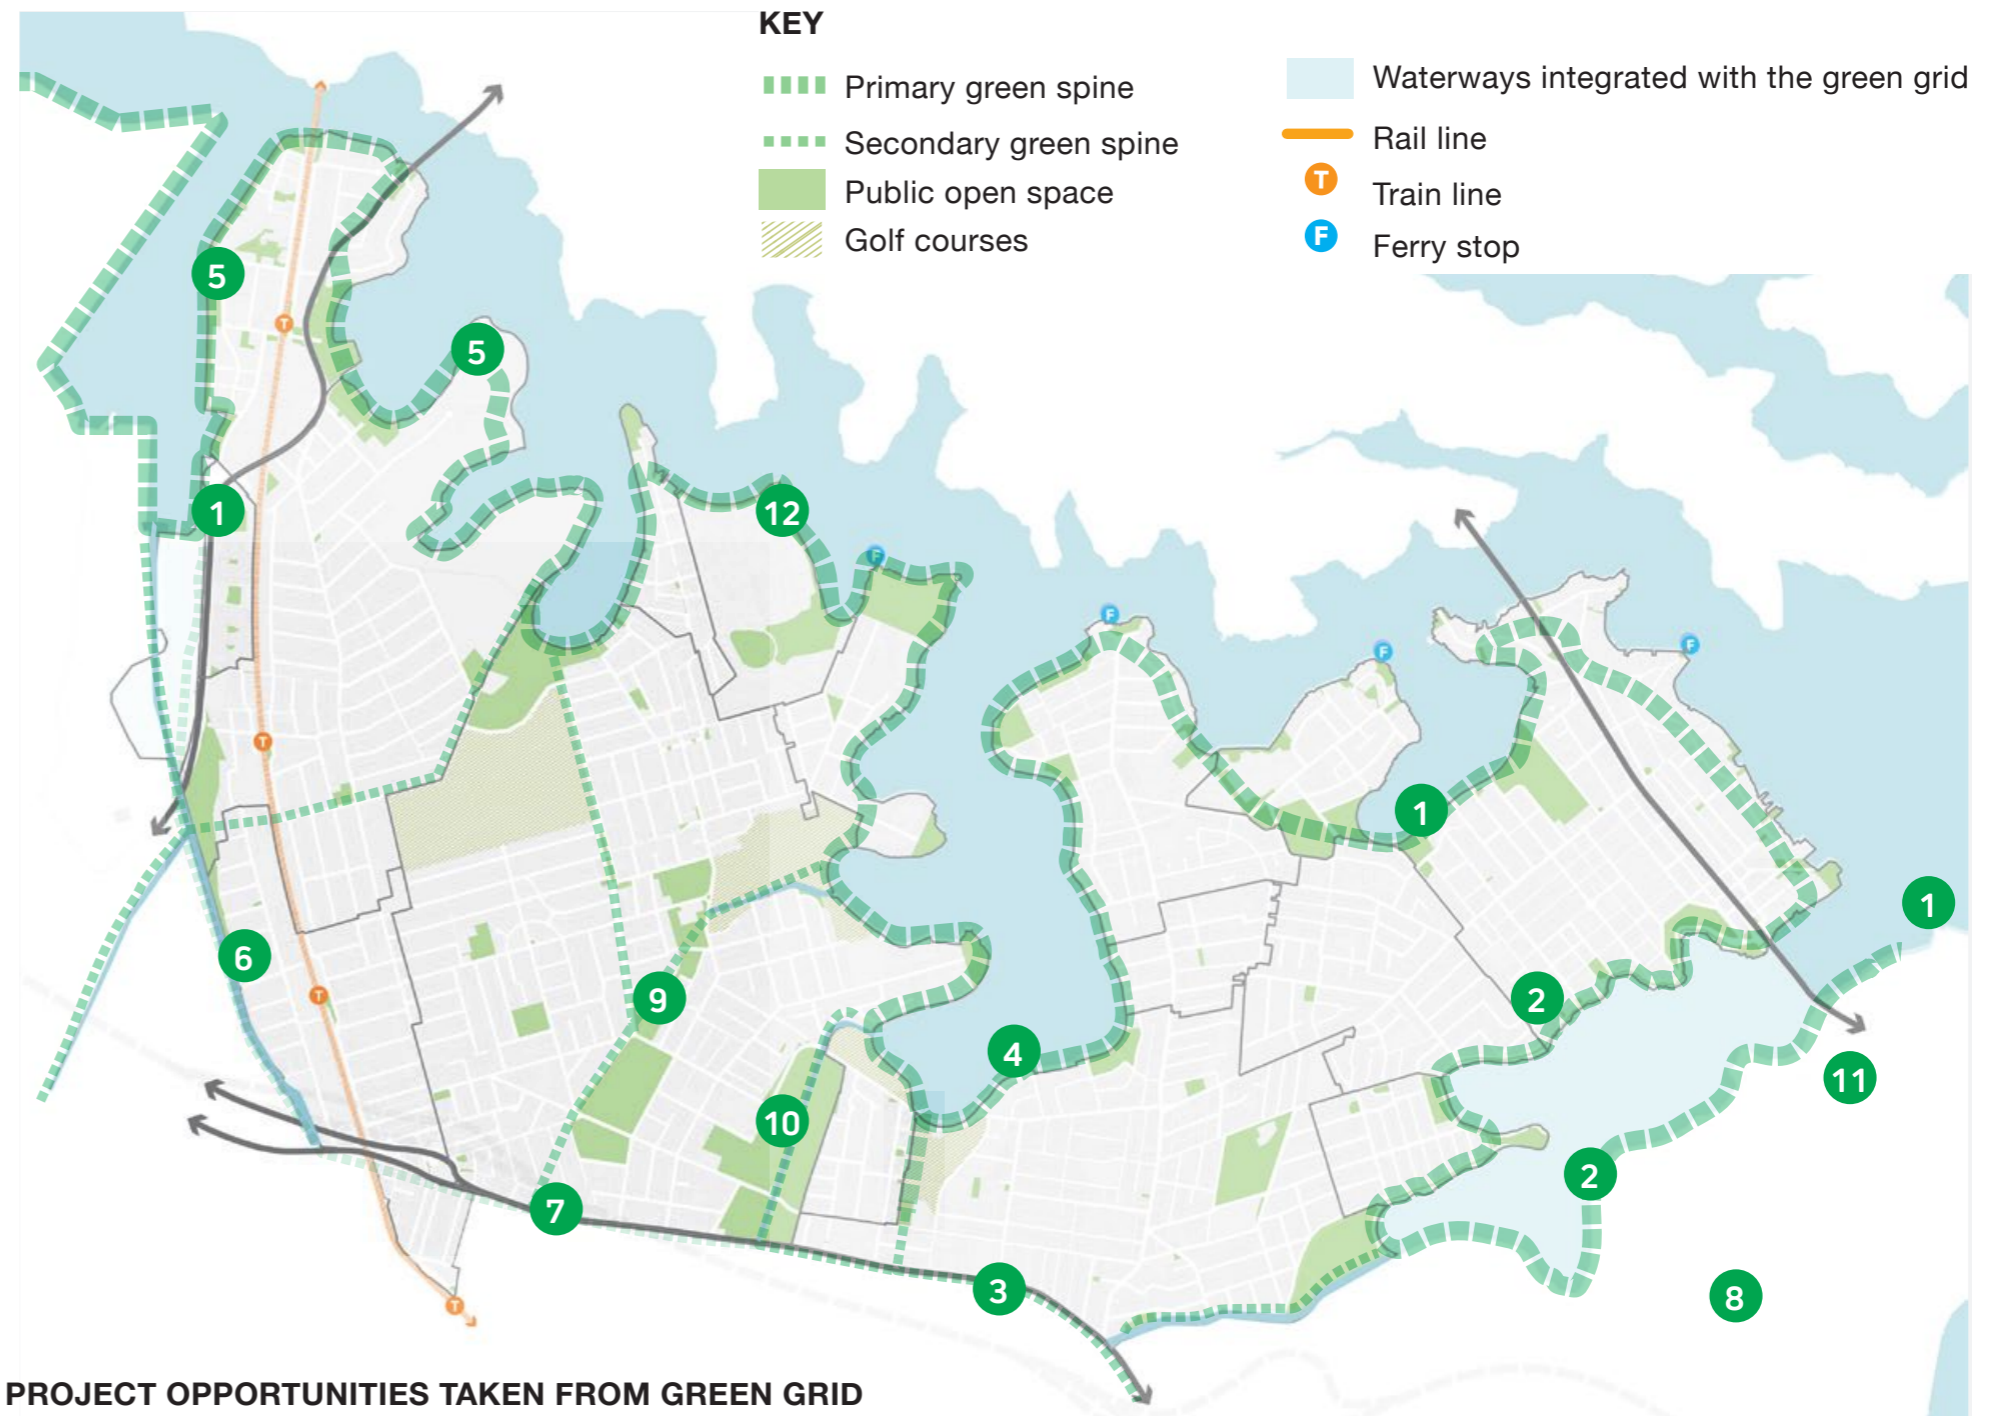 KEY
Primary green spine
Secondary green spine
Public open space
Golf courses
Waterways integrated with the green grid
Rail line
T Train line
F Ferry stop
5
T
5
1
12
F
F
F
F
T
1
1
6
9
2
4
11
10
2
T
7
3
8
T
PROJECT OPPORTUNITIES TAKEN FROM GREEN GRID